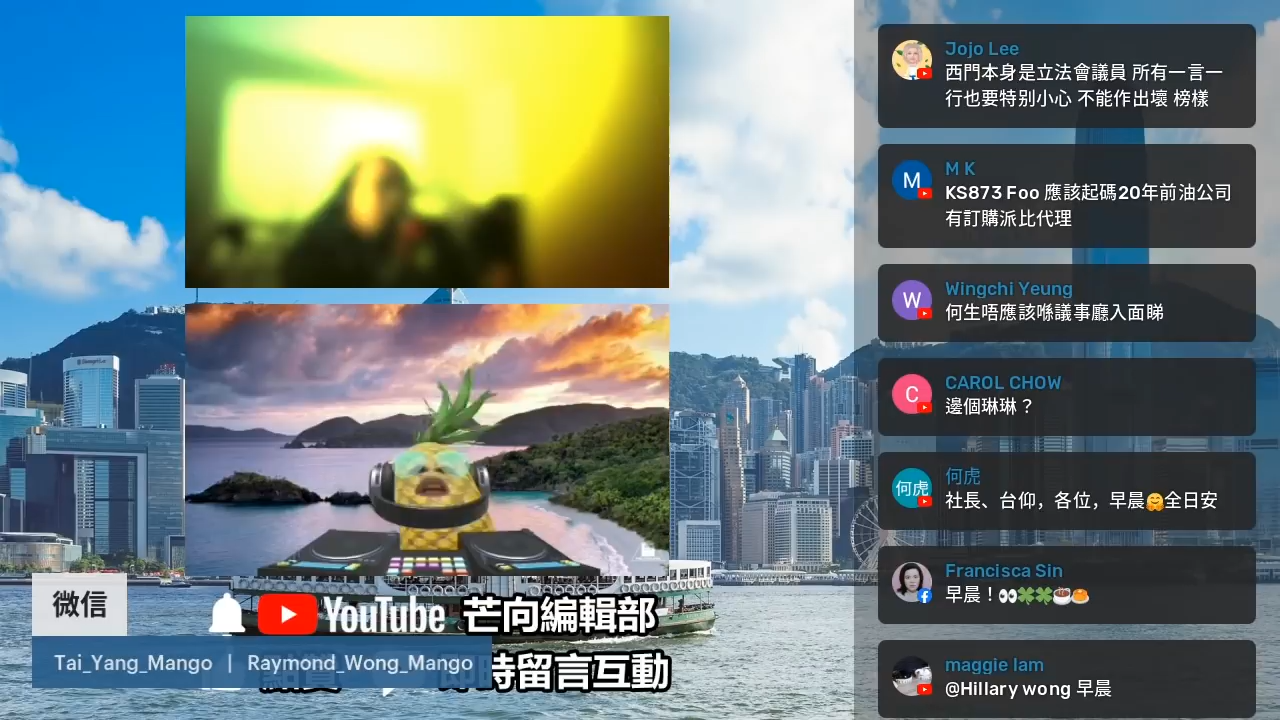 Jojo Lee
西門本身是立法會議員 所有一言一
行也要特別小心 不能作出壞 榜樣
M
M K
KS873 Foo 應該起碼20年前油公司
有訂購派比代理
W
Wingchi Yeung
何生唔應該喺議事廳入面睇
C
CAROL CHOW
邊個琳琳？
何虎
何虎
社長、台仰，各位，早晨🤗全日安
Francisca Sin
早晨！👀🍀🍀🎂🍮
maggie lam
@Hillary wong 早晨
YouTube 芒向編輯部
微信
Tai_Yang_Mango | Raymond_Wong_Mango
時留言互動